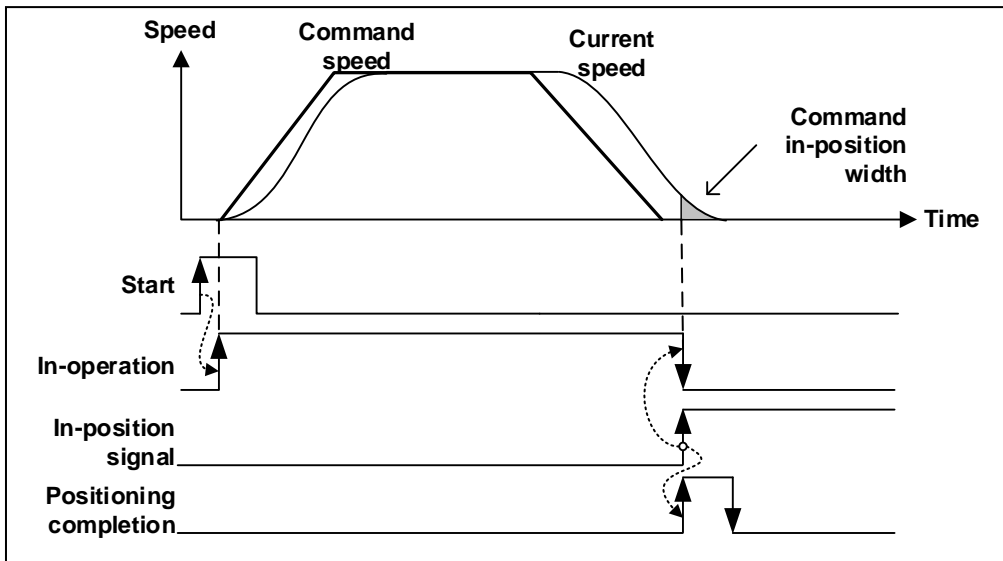 Speed
Command
speed
Current
speed
Command
in-position
width
Time
Start
In-operation
In-position
signal
Positioning
completion